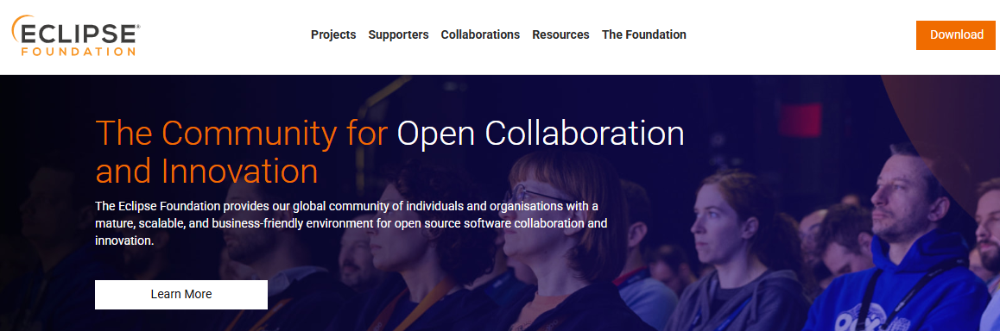 ECLIPSE®
FOUNDATION
Projects Supporters Collaborations Resources The Foundation
Download
The Community for Open Collaboration
and Innovation
The Eclipse Foundation provides our global community of individuals and organisations with a
mature, scalable, and business-friendly environment for open source software collaboration and
innovation.
Learn More